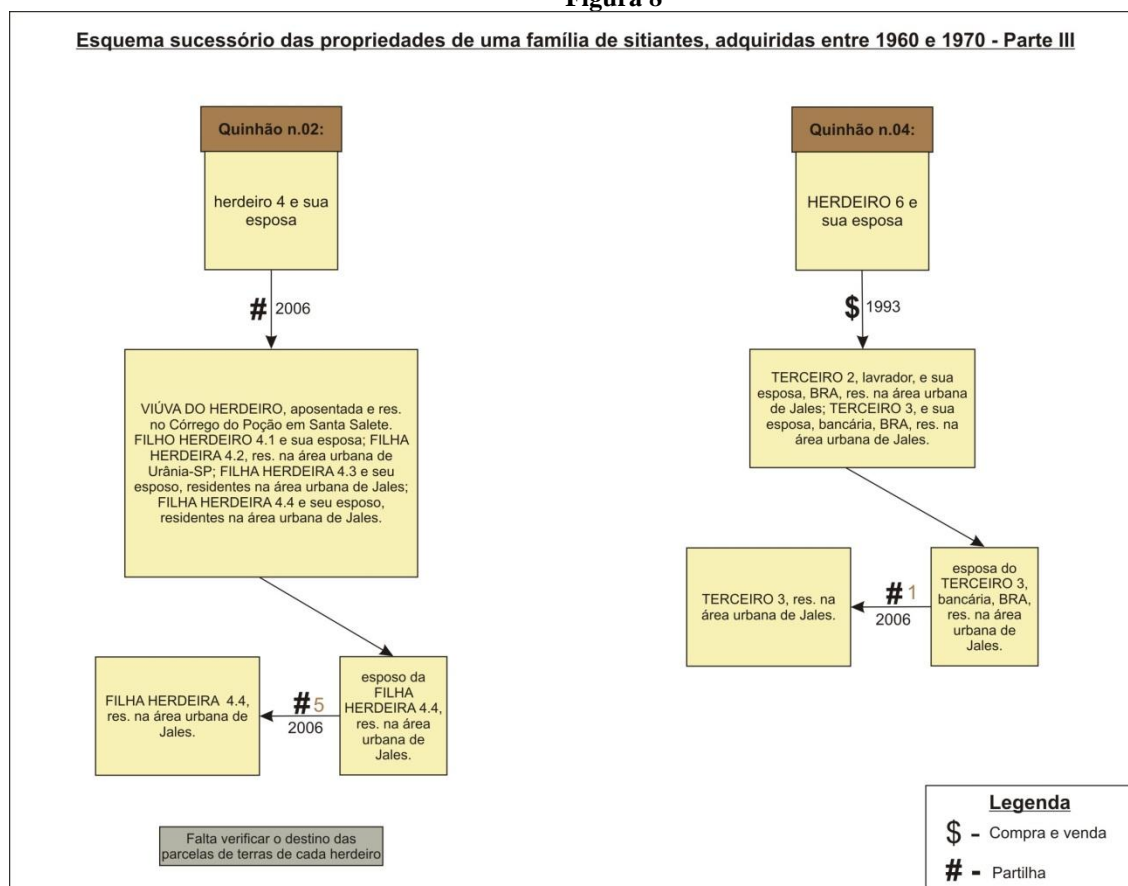 Figura 8
Esquema sucessório das propriedades de uma família de sitiantes, adquiridas entre 1960 e 1970 - Parte III
Quinhão n.02:
herdeiro 4 e sua
esposa
# 2006
VIÚVA DO HERDEIRO, aposentada e res.
no Córrego do Poção em Santa Salete.
FILHO HERDEIRO 4.1 e sua esposa; FILHA
HERDEIRA 4.2, res. na área urbana de
Urânia-SP; FILHA HERDEIRA 4.3 e seu
esposo, residentes na área urbana de Jales;
FILHA HERDEIRA 4.4 e seu esposo,
residentes na área urbana de Jales.
esposo da
FILHA
HERDEIRA 4.4,
res. na área
urbana de
Jales.
# 5
2006
FILHA HERDEIRA 4.4,
res. na área urbana de
Jales.
Falta verificar o destino das
parcelas de terras de cada herdeiro
Quinhão n.04:
HERDEIRO 6 e
sua esposa
$ 1993
TERCEIRO 2, lavrador, e sua
esposa, BRA, res. na área urbana
de Jales; TERCEIRO 3, e sua
esposa, bancária, BRA, res. na
área urbana de Jales.
esposa do
TERCEIRO 3,
bancária, BRA,
res. na área
urbana de
Jales.
# 1
2006
TERCEIRO 3, res. na
área urbana de Jales.
Legenda
$ - Compra e venda
# - Partilha